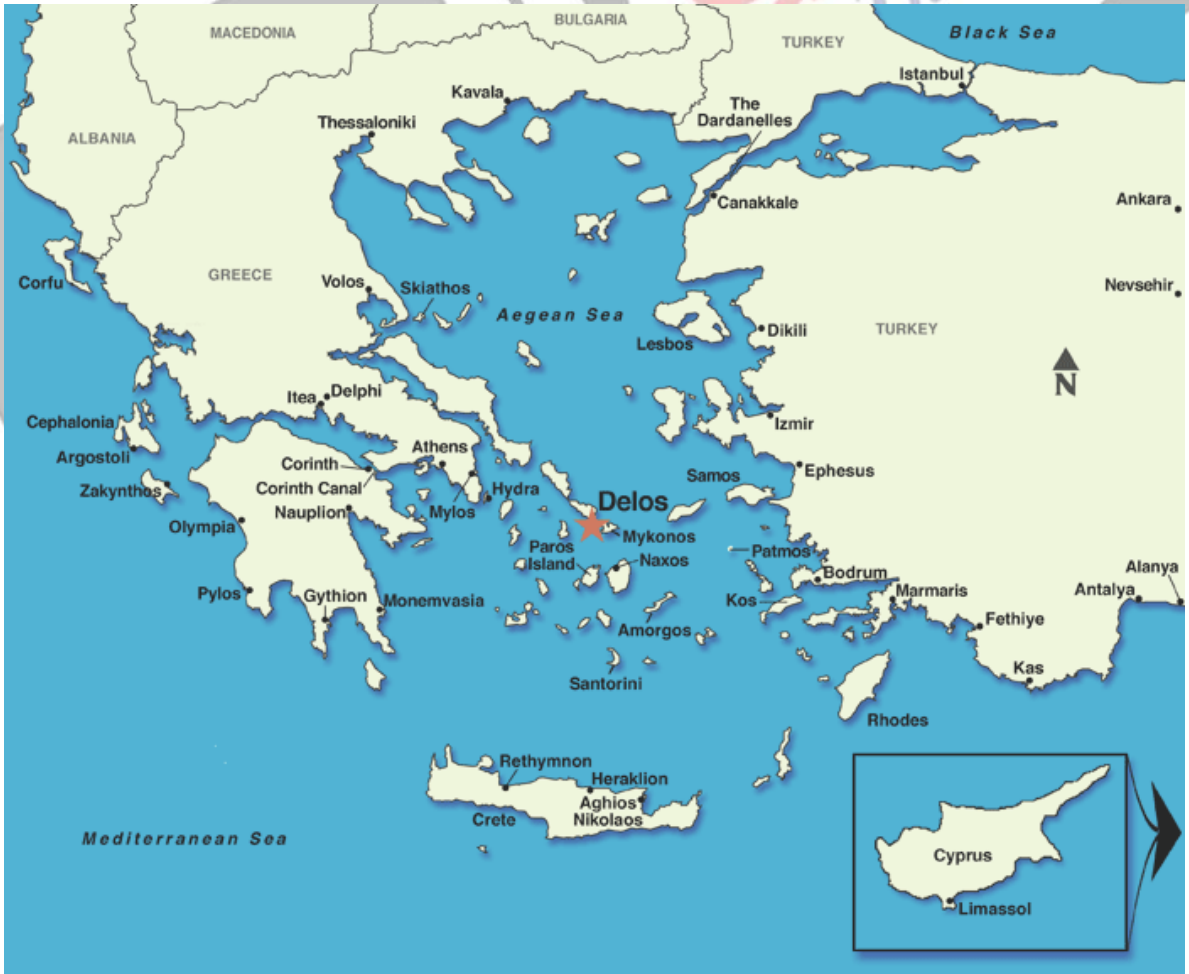 BULGARIA
MACEDONIA
TURKEY
Black Sea
Istanbul
Kavala
The
Dardanelles
Thessaloniki
ALBANIA
Canakkale
Ankara
GREECE
Corfu
Volos
Skiathos
Nevsehir
Aegean Sea
TURKEY
Dikili
Lesbos
N
Delphi
Itea
Cephalonia
Izmir
Argostoli
Athens
Corinth
Ephesus
Samos
Zakynthos
Corinth Canal
Hydra
Delos
Nauplion
Mylos
Olympia
Mykonos
Paros
Island
Patmos
Naxos
Alanya
Bodrum
Pylos
Gythion
Monemvasia
Kos
Marmaris
Antalya
Fethiye
Amorgos
Kas
Santorini
Rhodes
Rethymnon
Heraklion
Aghios
Nikolaos
Crete
Mediterranean Sea
Cyprus
Limassol